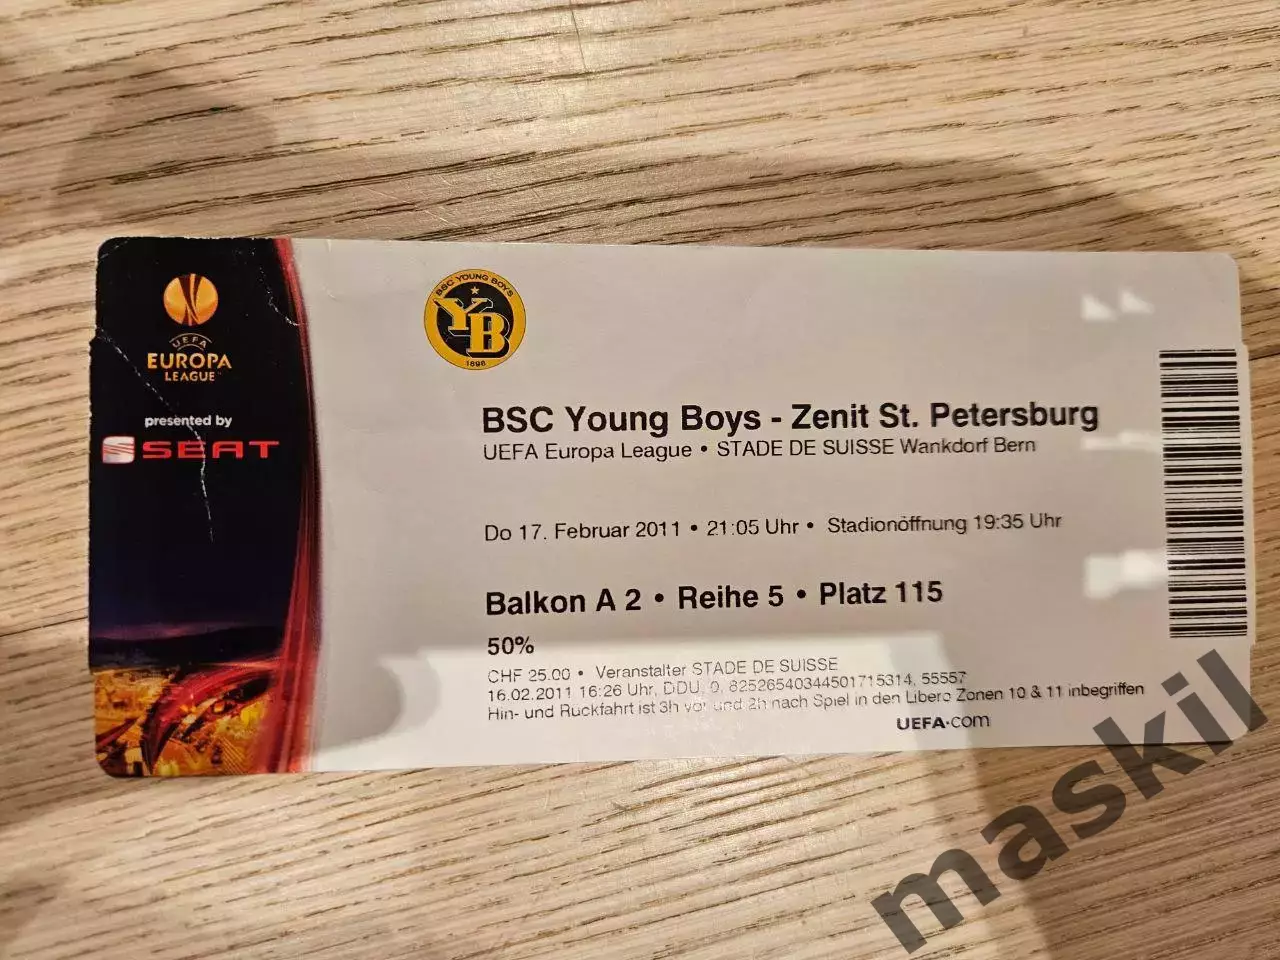 BSC YOUNG BOYS
YB
1898
UEFA
EUROPA
LEAGUE
presented by
SEAT
BSC Young Boys - Zenit St. Petersburg
UEFA Europa League • STADE DE SUISSE Wankdorf Bern
Do 17. Februar 2011 • 21:05 Uhr • Stadionöffnung 19:35 Uhr
Balkon A 2 • Reihe 5 • Platz 115
50%
CHF 25.00 • Veranstalter STADE DE SUISSE
16.02.2011 16:26 Uhr, DDU, 9, 82526540344501715314, 55557
Hin- und Rückfahrt ist 3h vor und 2h nach Spiel in den Libero Zonen 10 & 11 inbegriffen
UEFA.com
maskil